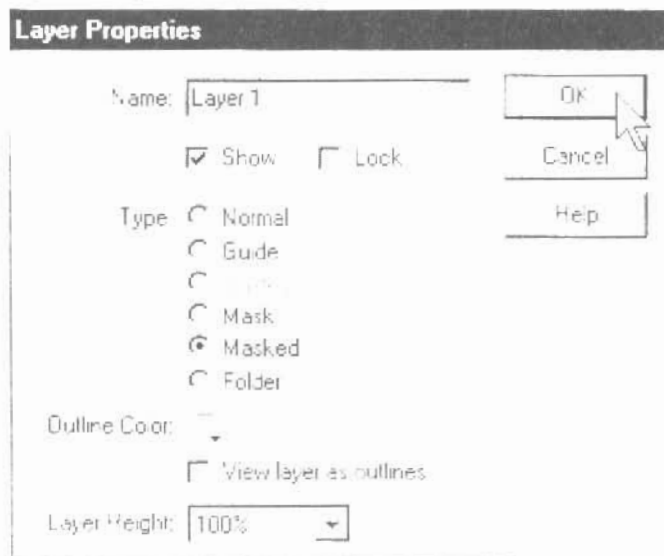 Layer Properties
Name: Layer 1
OK
Show Lock
Cancel
Type Normal
Help
Guide
Mask
Masked
Folder
Outline Color:
View layer as outlines
Layer Height: 100%